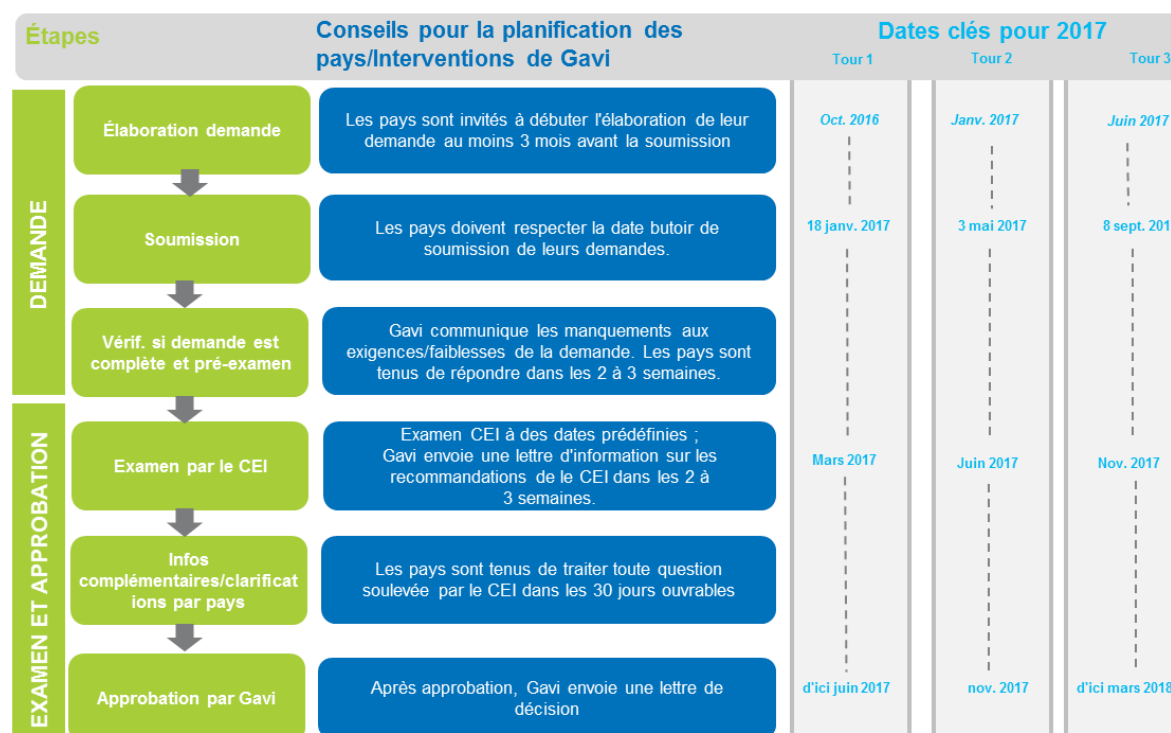 Étapes
Conseils pour la planification des
pays/Interventions de Gavi
Dates clés pour 2017
Tour 1
Tour 2
Tour 3
DEMANDE
Élaboration demande
Les pays sont invités à débuter l'élaboration de leur
demande au moins 3 mois avant la soumission
Oct. 2016
Janv. 2017
Juin 2017
Soumission
Les pays doivent respecter la date butoir de
soumission de leurs demandes.
18 janv. 2017
3 mai 2017
8 sept. 201
Vérif. si demande est
complète et pré-examen
Gavi communique les manquements aux
exigences/faiblesses de la demande. Les pays sont
tenus de répondre dans les 2 à 3 semaines.
EXAMEN ET APPROBATION
Examen par le CEI
Examen CEI à des dates prédéfinies ;
Gavi envoie une lettre d'information sur les
recommandations de le CEI dans les 2 à
3 semaines.
Mars 2017
Juin 2017
Nov. 2017
Infos
complémentaires/clarificat
ions par pays
Les pays sont tenus de traiter toute question
soulevée par le CEI dans les 30 jours ouvrables
Approbation par Gavi
Après approbation, Gavi envoie une lettre de
décision
d'ici juin 2017
nov. 2017
d'ici mars 2018